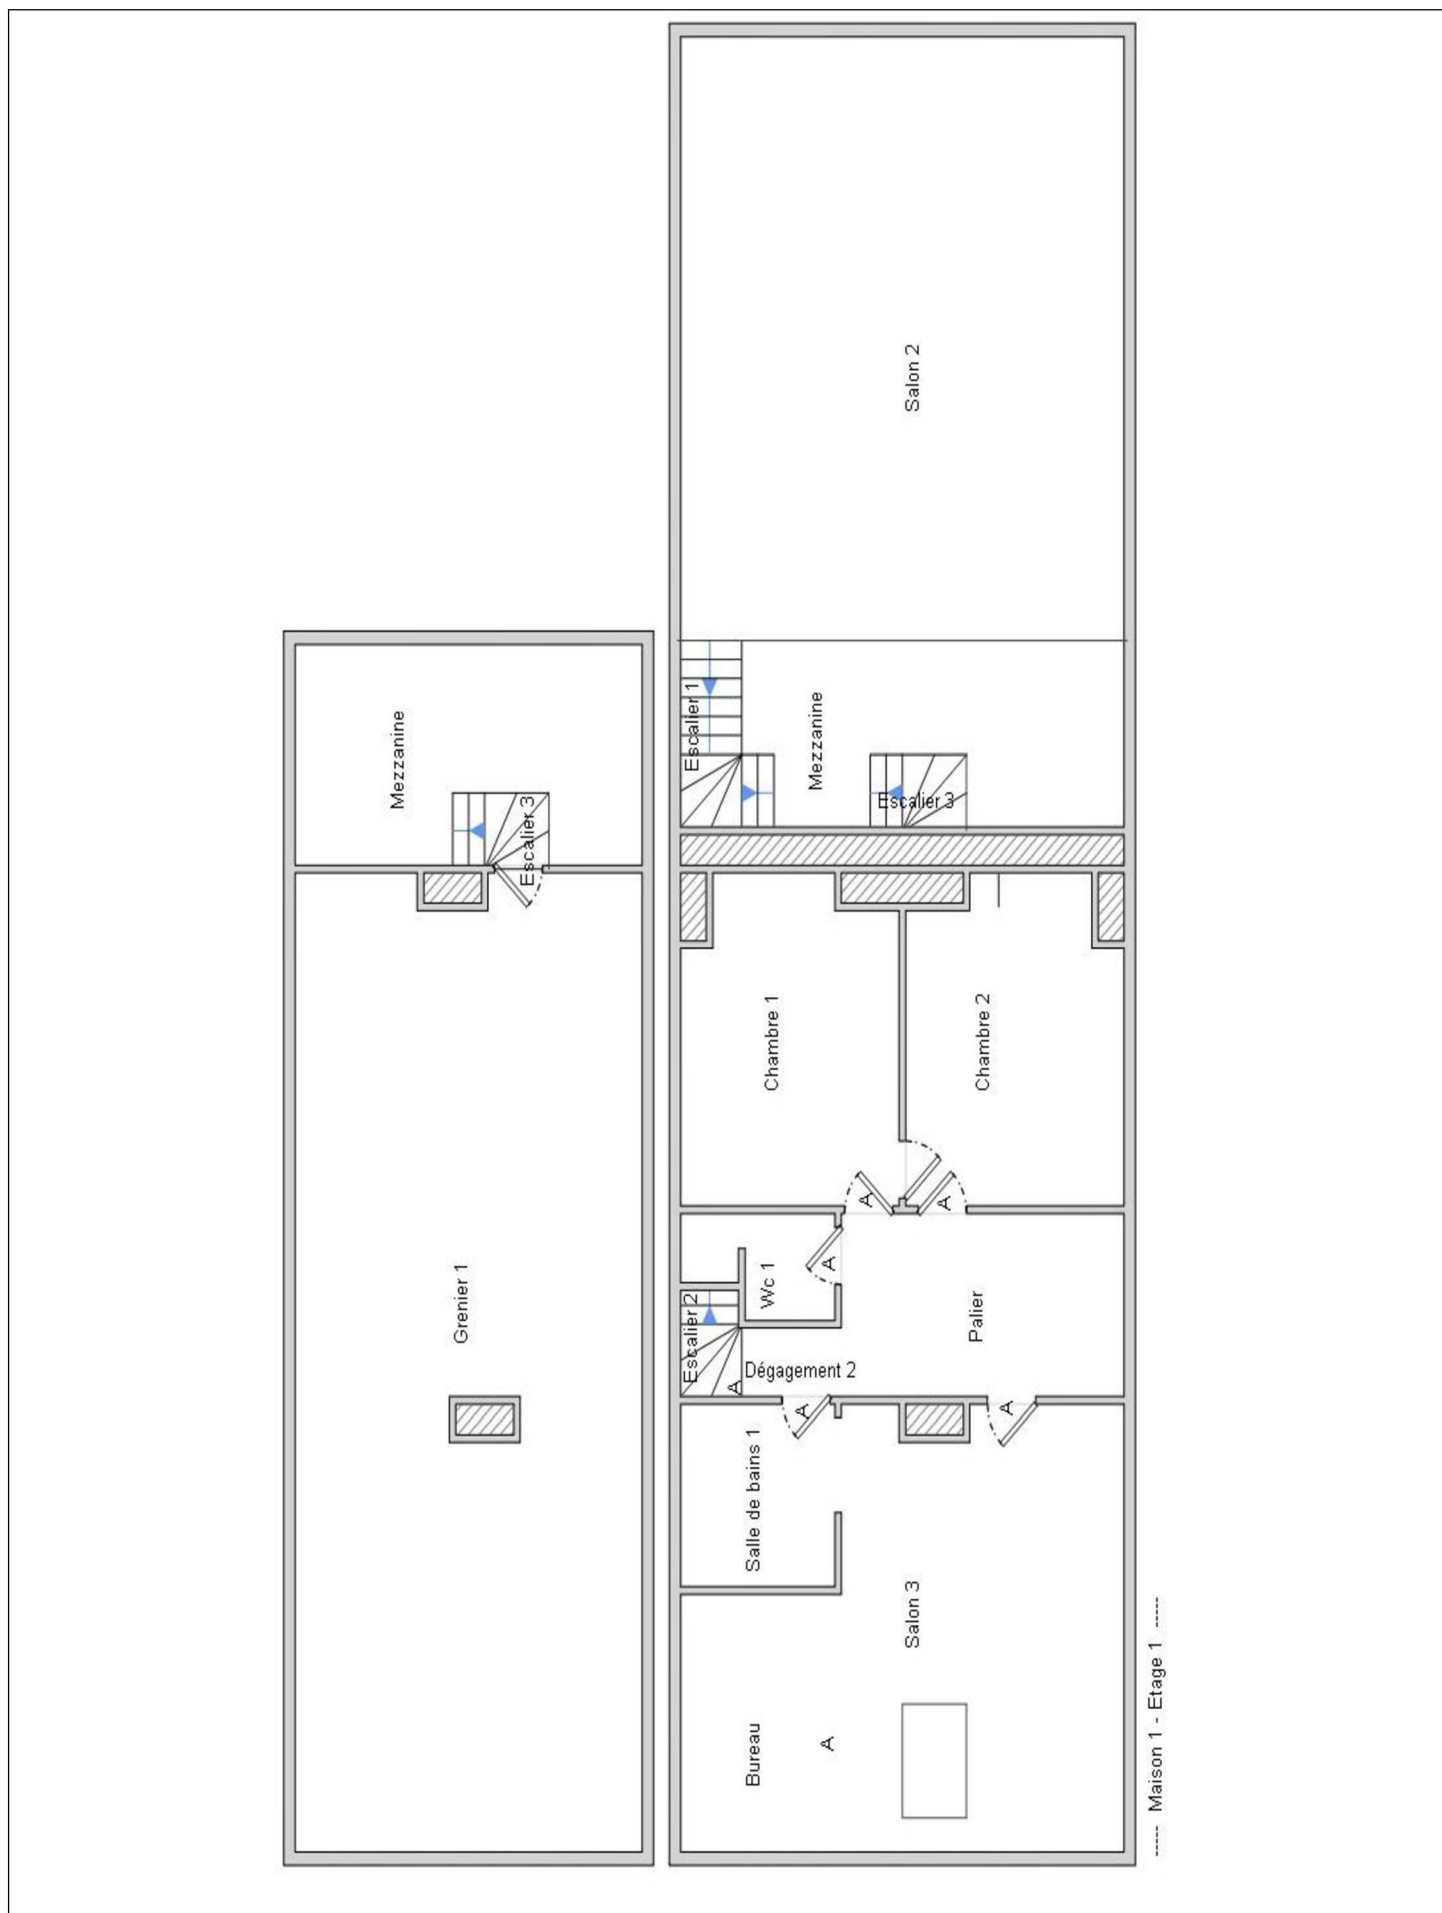 Salon 2
Mezzanine
Escalier 1
Mezzanine
Escalier 3
Escalier 3
Chambre 1
Chambre 2
A
A
A
Wc 1
Grenier 1
Escalier 2
Palier
A
Dégagement 2
A
A
Salle de bains 1
Salon 3
Bureau
A
----- Maison 1 - Etage 1 -----